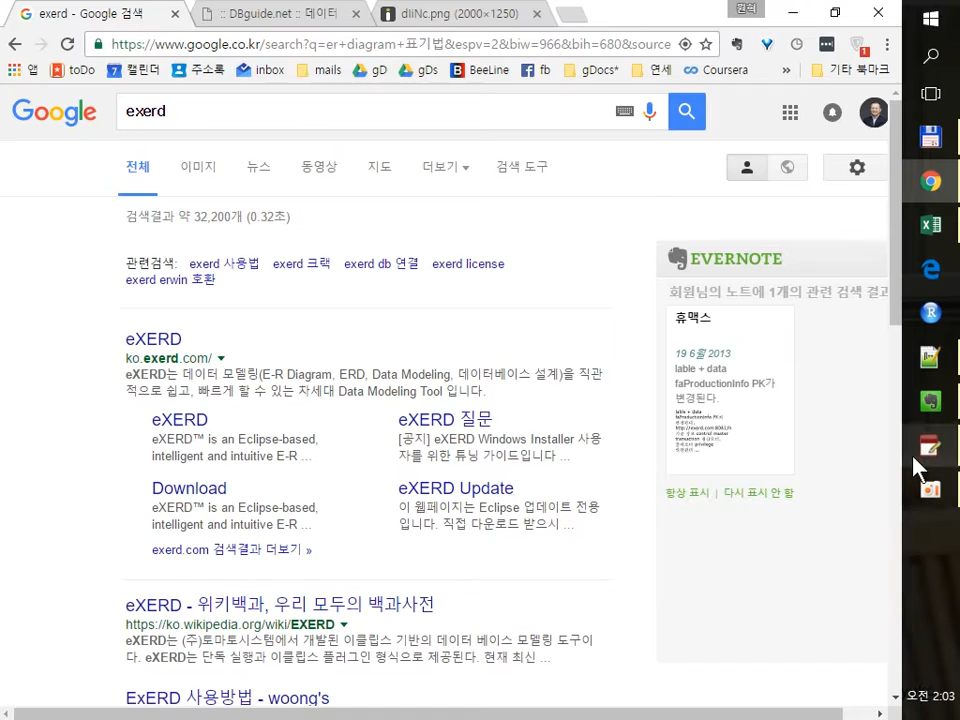 exerd - Google 검색
:: DBguide.net :: 데이터
dIiNc.png (2000×1250)
원혁
https://www.google.co.kr/search?q=er+diagram+표기법&espv=2&biw=966&bih=680&source
앱
toDo
캘린더
주소록
inbox
mails
gD
gDs
BeeLine
fb
gDocs*
연세
Coursera
»
기타 북마크
Google
exerd
전체
이미지
뉴스
동영상
지도
더보기
검색 도구
검색결과 약 32,200개 (0.32초)
관련검색: exerd 사용법 exerd 크랙 exerd db 연결 exerd license
exerd erwin 호환
eXERD
ko.exerd.com/
eXERD는 데이터 모델링(E-R Diagram, ERD, Data Modeling, 데이터베이스 설계)을 직관
적으로 쉽고, 빠르게 할 수 있는 자세대 Data Modeling Tool 입니다.
eXERD
eXERD™ is an Eclipse-based,
intelligent and intuitive E-R ...
eXERD 질문
[공지] eXERD Windows Installer 사용
자를 위한 튜닝 가이드입니다 ...
Download
eXERD™ is an Eclipse-based,
intelligent and intuitive E-R ...
eXERD Update
이 웹페이지는 Eclipse 업데이트 전용
입니다. 직접 다운로드 받으시 ...
exerd.com 검색결과 더보기 »
eXERD - 위키백과, 우리 모두의 백과사전
https://ko.wikipedia.org/wiki/EXERD
eXERD는 (주)토마토시스템에서 개발된 이클립스 기반의 데이터 베이스 모델링 도구이
다. eXERD는 단독 실행과 이클립스 플러그인 형식으로 제공된다. 현재 최신 ...
ExERD 사용방법 - woong's
EVERNOTE
회원님의 노트에 1개의 관련 검색 결과
휴맥스
19 6월 2013
lable + data
faProductionInfo PK가
변경된다.
항상 표시 | 다시 표시 안 함
오전 2:03